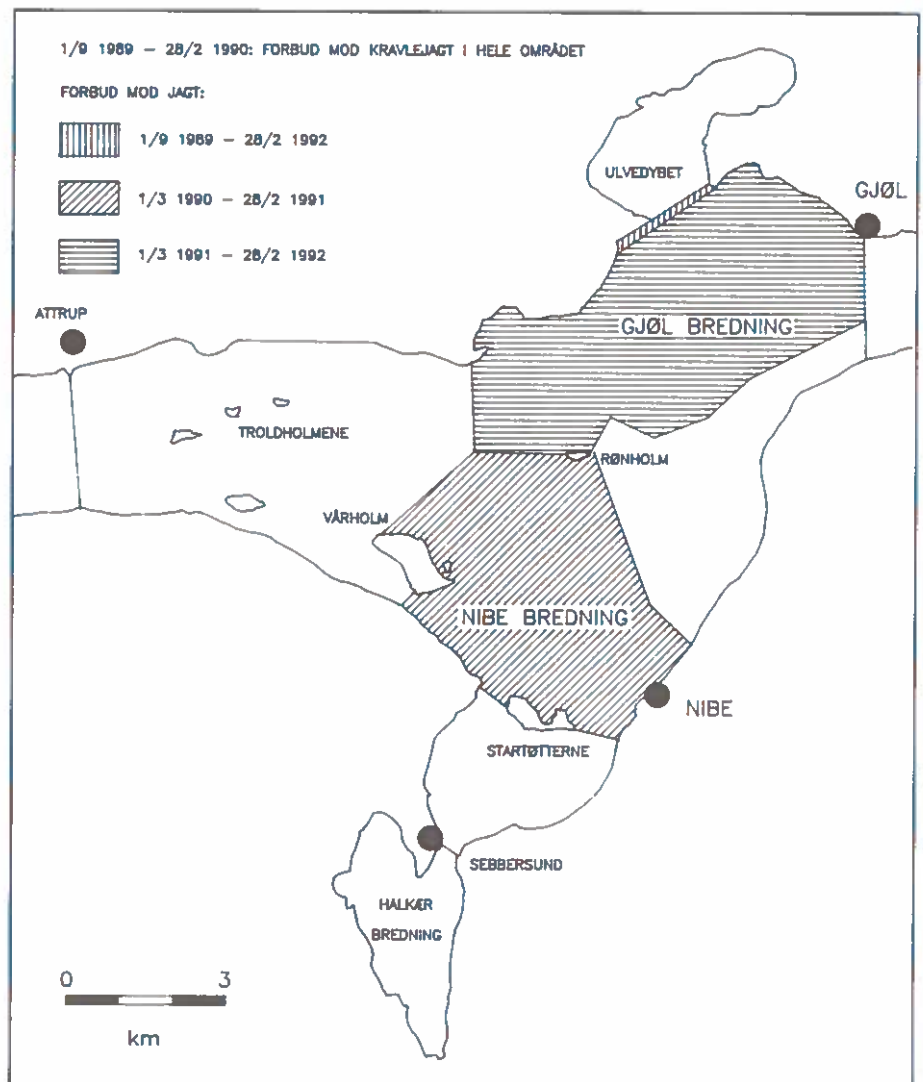 1/9 1989 – 28/2 1990: FORBUD MOD KRAVLEJAGT I HELE OMRÅDET
FORBUD MOD JAGT:
1/9 1989 – 28/2 1992
1/3 1990 – 28/2 1991
1/3 1991 – 28/2 1992
ULVEDYBET
GJØL
ATTRUP
GJØL BREDNING
TROLDHOLMENE
RØNHOLM
VÅRHOLM
NIBE BREDNING
NIBE
STARTØTTERNE
SEBBERSUND
HALKÆR
BREDNING
0 3
km